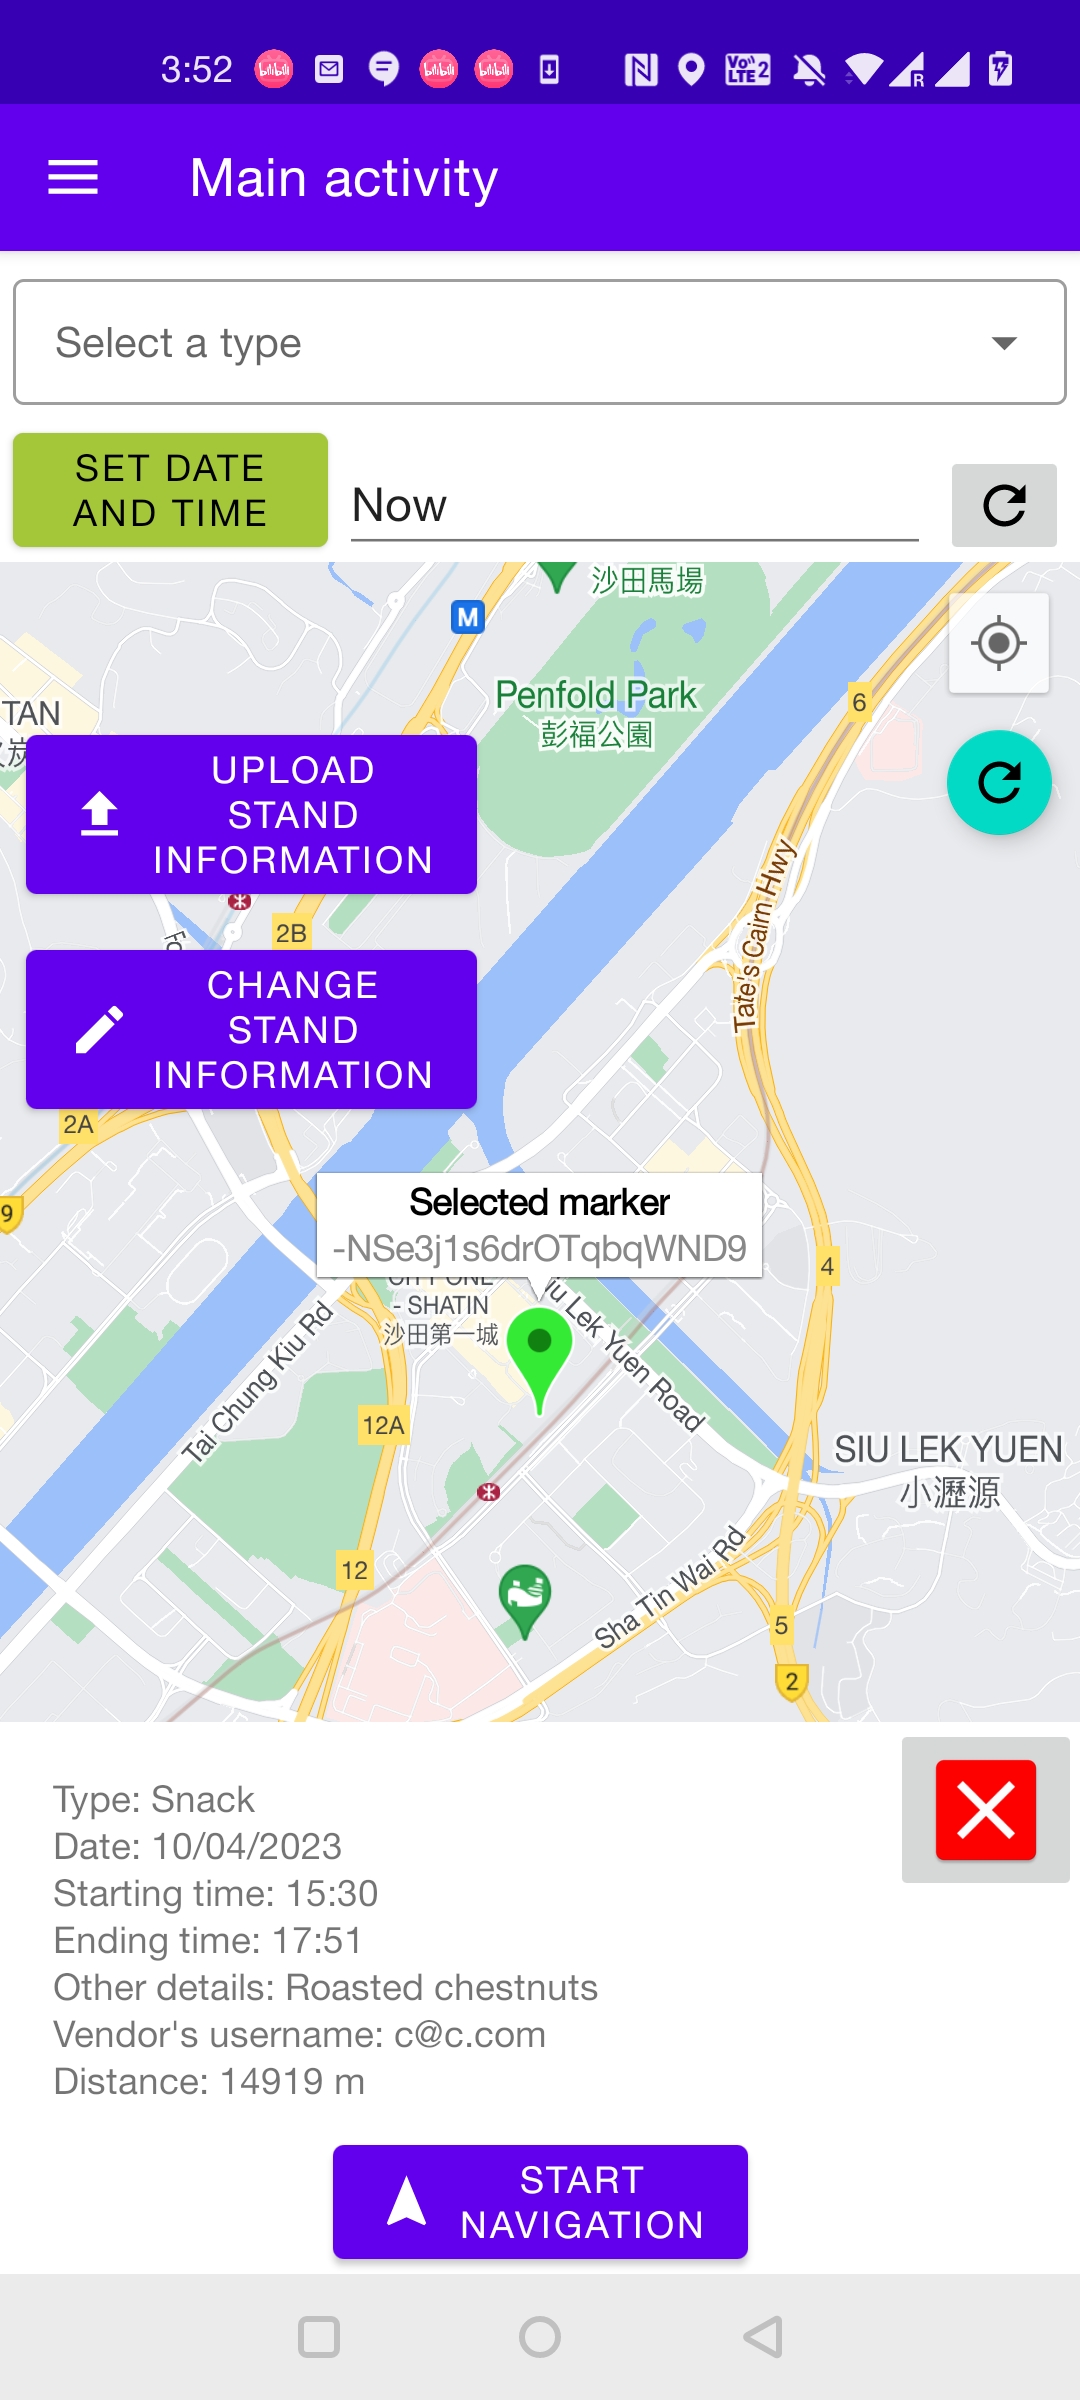 3:52
Main activity
Select a type
SET DATE
AND TIME
Now
沙田馬場
M
Penfold Park
彭福公園
6
TAN
UPLOAD
STAND
INFORMATION
Tate's Cairn Hwy
2B
CHANGE
STAND
INFORMATION
2A
9
Selected marker
-NSe3j1s6drOTqbqWND9
4
CITY ONE
- SHATIN
沙田第一城
Siu Lek Yuen Road
Tai Chung Kiu Rd
12A
SIU LEK YUEN
小瀝源
Sha Tin Wai Rd
12
5
2
Type: Snack
Date: 10/04/2023
Starting time: 15:30
Ending time: 17:51
Other details: Roasted chestnuts
Vendor's username: c@c.com
Distance: 14919 m
START
NAVIGATION